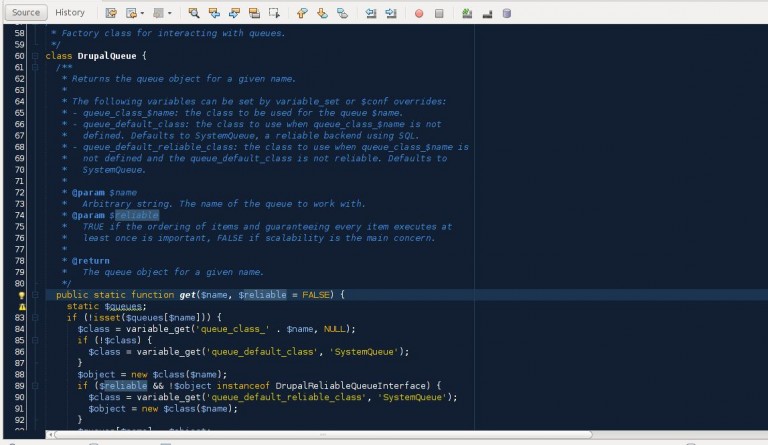 Source History
58 * Factory class for interacting with queues.
59 */
60 class DrupalQueue {
61 /**
62 * Returns the queue object for a given name.
63 *
64 * The following variables can be set by variable_set or $conf overrides:
65 * - queue_class_$name: the class to be used for the queue $name.
66 * - queue_default_class: the class to use when queue_class_$name is not
67 * defined. Defaults to SystemQueue, a reliable backend using SQL.
68 * - queue_default_reliable_class: the class to use when queue_class_$name is
69 * not defined and the queue_default_class is not reliable. Defaults to
70 * SystemQueue.
71 *
72 * @param $name
73 * Arbitrary string. The name of the queue to work with.
74 * @param $reliable
75 * TRUE if the ordering of items and guaranteeing every item executes at
76 * least once is important, FALSE if scalability is the main concern.
77 *
78 * @return
79 * The queue object for a given name.
80 */
public static function get($name, $reliable = FALSE) {
static $queues;
83 if (!isset($queues[$name])) {
84 $class = variable_get('queue_class_' . $name, NULL);
85 if (!$class) {
86 $class = variable_get('queue_default_class', 'SystemQueue');
87 }
88 $object = new $class($name);
89 if ($reliable && !$object instanceof DrupalReliableQueueInterface) {
90 $class = variable_get('queue_default_reliable_class', 'SystemQueue');
91 $object = new $class($name);
92 }